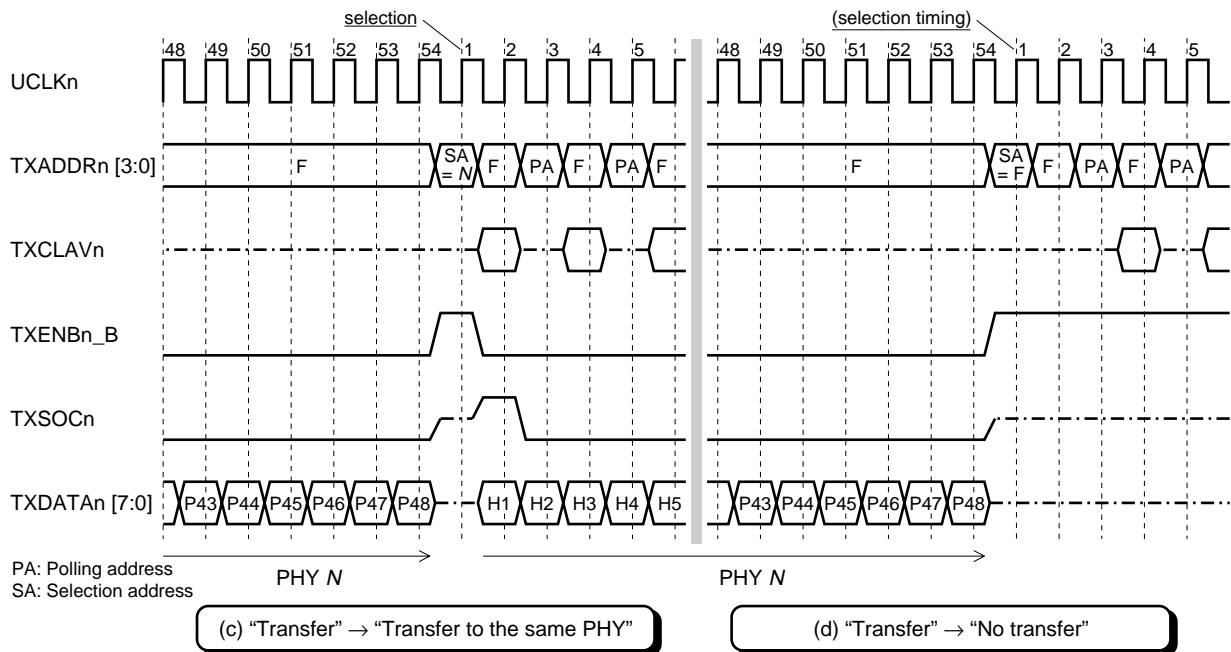 selection (selection timing)
48 49 50 51 52 53 54 1 2 3 4 5 48 49 50 51 52 53 54 1 2 3 4 5
UCLKn
TXADDRn [3:0] F SA = N F PA F PA F F SA = F F PA F PA
TXCLAVn
TXENBn_B
TXSOCn
TXDATAn [7:0] P43 P44 P45 P46 P47 P48 H1 H2 H3 H4 H5 P43 P44 P45 P46 P47 P48
PHY N PHY N
PA: Polling address
SA: Selection address
(c) “Transfer” → “Transfer to the same PHY” (d) “Transfer” → “No transfer”